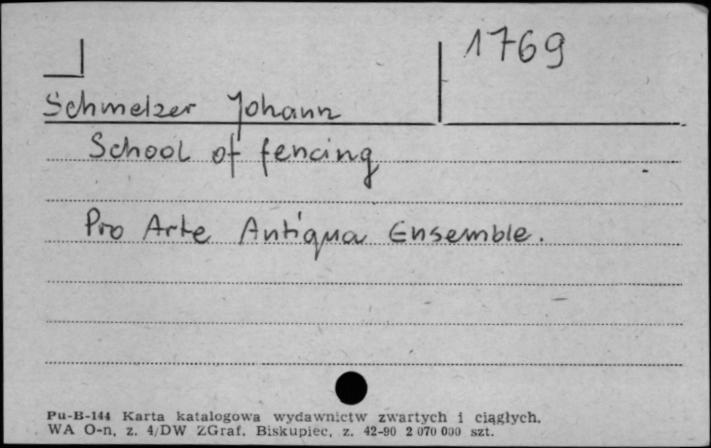 1769
Schmelzer Johann
School of fencing
Pro Arte Antiqua Ensemble.
Pu-B-144 Karta katalogowa wydawnictw zwartych i ciągłych.
WA O-n, z. 4/DW ZGraf. Biskupiec, z. 42-90 2 070 000 szt.